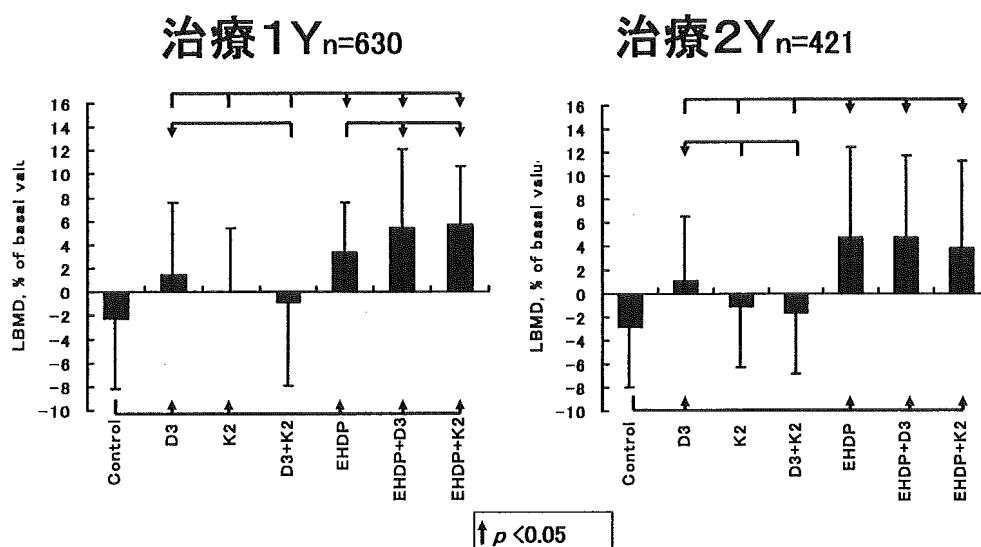 治療1Yn=630
LBMD, % of basal valu
16
14
12
10
8
6
4
2
0
-2
-4
-6
-8
-10
Control
D3
K2
D3+K2
EHDP
EHDP+D3
EHDP+K2
治療2Yn=421
LBMD, % of basal valu
16
14
12
10
8
6
4
2
0
-2
-4
-6
-8
-10
Control
D3
K2
D3+K2
EHDP
EHDP+D3
EHDP+K2
p <0.05